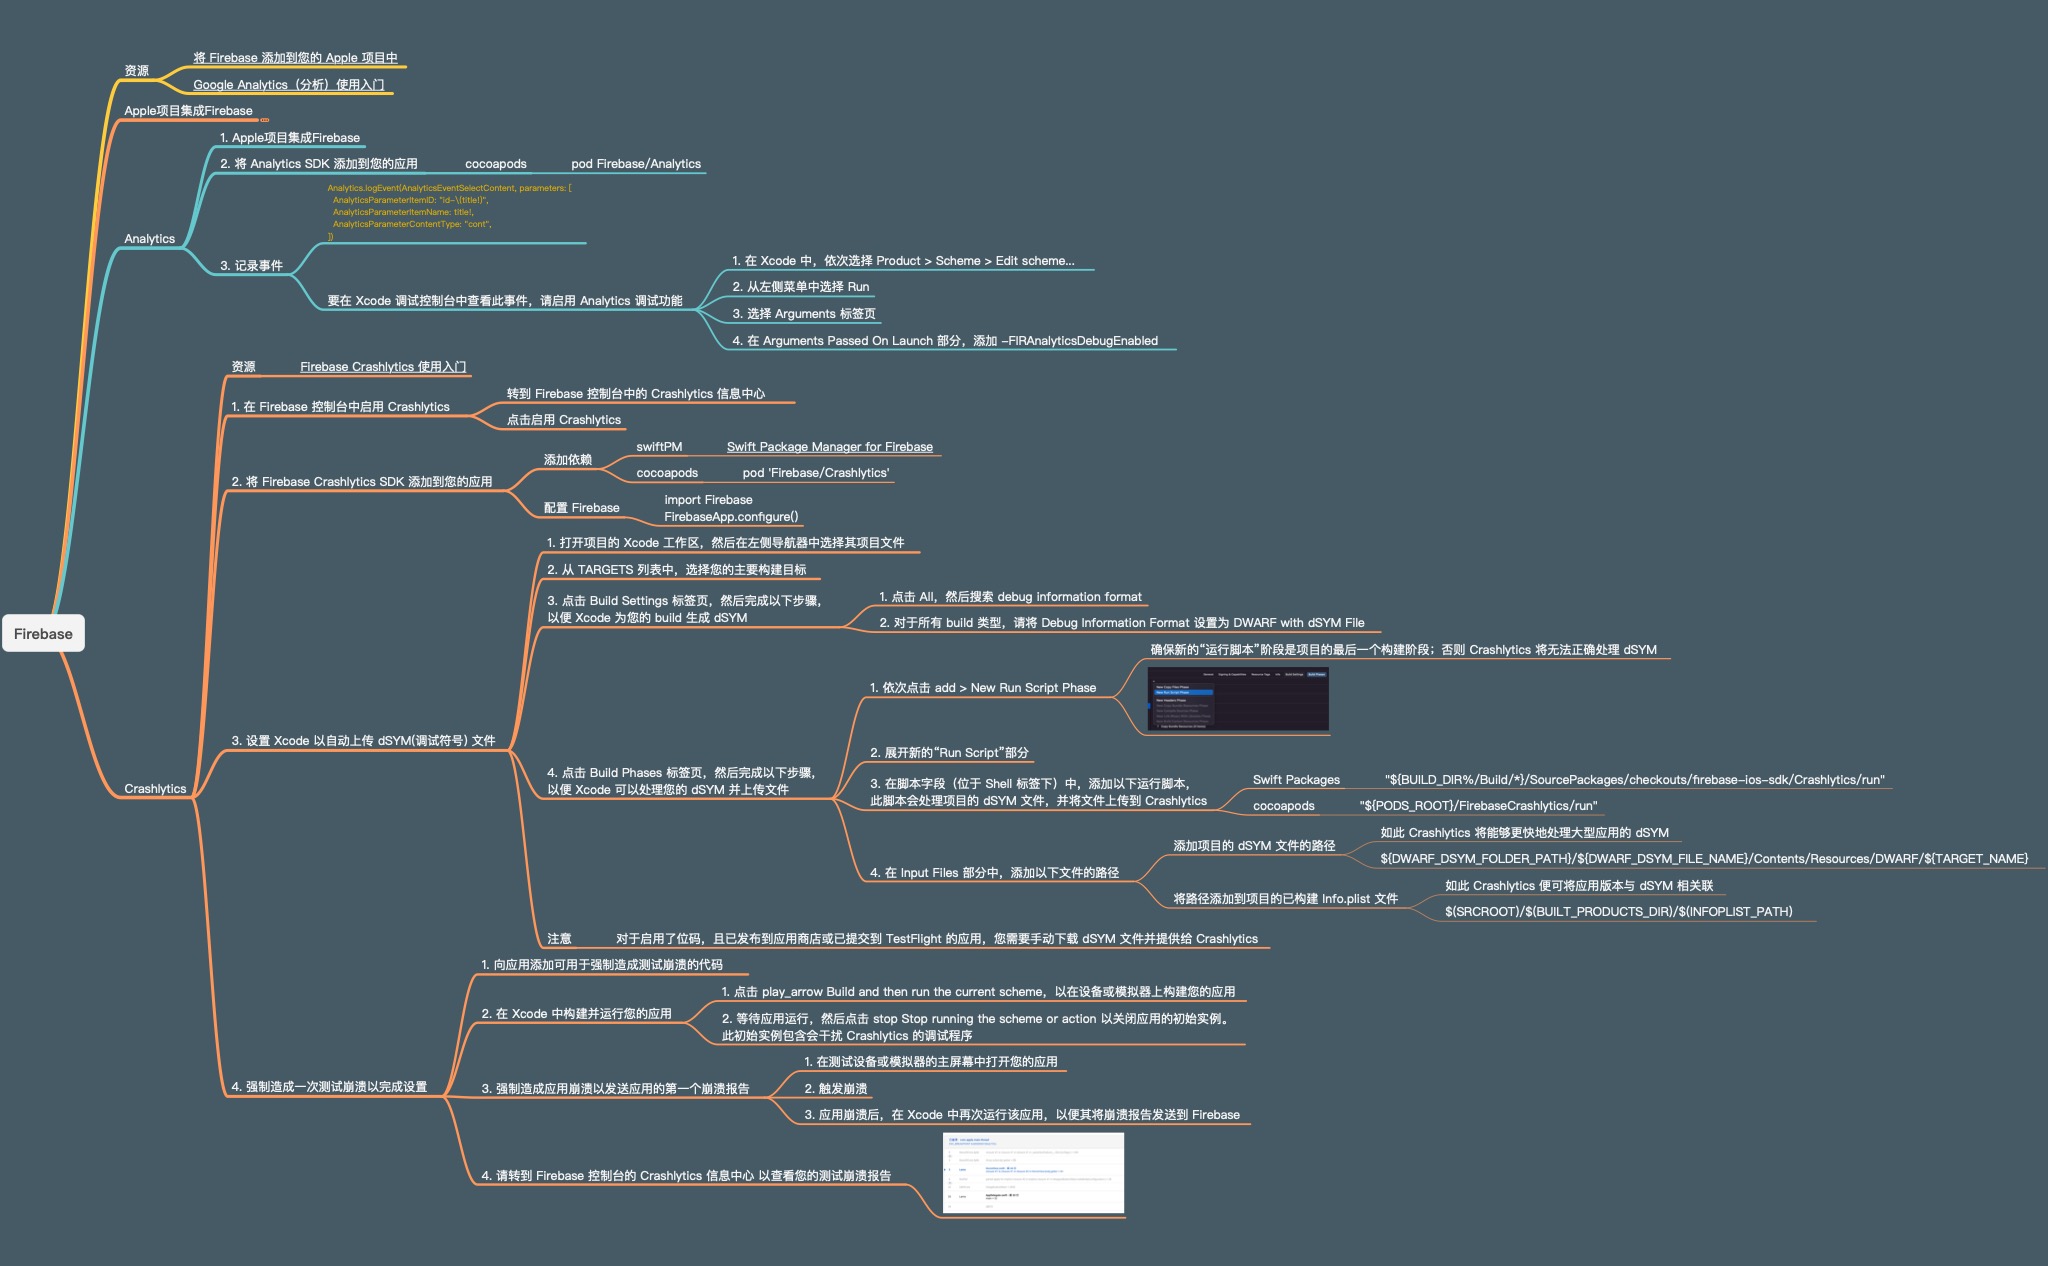 Firebase
资源
将 Firebase 添加到您的 Apple 项目中
Google Analytics（分析）使用入门
Apple项目集成Firebase
Analytics
1. Apple项目集成Firebase
2. 将 Analytics SDK 添加到您的应用
cocoapods
pod Firebase/Analytics
3. 记录事件
Analytics.logEvent(AnalyticsEventSelectContent, parameters: [
AnalyticsParameterItemID: "id-\(title!)",
AnalyticsParameterItemName: title!,
AnalyticsParameterContentType: "cont",
])
要在 Xcode 调试控制台中查看此事件，请启用 Analytics 调试功能
1. 在 Xcode 中，依次选择 Product > Scheme > Edit scheme...
2. 从左侧菜单中选择 Run
3. 选择 Arguments 标签页
4. 在 Arguments Passed On Launch 部分，添加 -FIRAnalyticsDebugEnabled
Crashlytics
资源
Firebase Crashlytics 使用入门
1. 在 Firebase 控制台中启用 Crashlytics
转到 Firebase 控制台中的 Crashlytics 信息中心
点击启用 Crashlytics
2. 将 Firebase Crashlytics SDK 添加到您的应用
添加依赖
swiftPM
Swift Package Manager for Firebase
cocoapods
pod 'Firebase/Crashlytics'
配置 Firebase
import Firebase
FirebaseApp.configure()
3. 设置 Xcode 以自动上传 dSYM(调试符号) 文件
1. 打开项目的 Xcode 工作区，然后在左侧导航器中选择其项目文件
2. 从 TARGETS 列表中，选择您的主要构建目标
3. 点击 Build Settings 标签页，然后完成以下步骤，
以便 Xcode 为您的 build 生成 dSYM
1. 点击 All，然后搜索 debug information format
2. 对于所有 build 类型，请将 Debug Information Format 设置为 DWARF with dSYM File
4. 点击 Build Phases 标签页，然后完成以下步骤，
以便 Xcode 可以处理您的 dSYM 并上传文件
1. 依次点击 add > New Run Script Phase
确保新的“运行脚本”阶段是项目的最后一个构建阶段；否则 Crashlytics 将无法正确处理 dSYM
General Signing & Capabilities Resource Tags Info Build Settings Build Phases
New Copy Files Phase
New Run Script Phase
New Headers Phase
2. 展开新的“Run Script”部分
3. 在脚本字段（位于 Shell 标签下）中，添加以下运行脚本，
此脚本会处理项目的 dSYM 文件，并将文件上传到 Crashlytics
Swift Packages
"${BUILD_DIR%/Build/*}/SourcePackages/checkouts/firebase-ios-sdk/Crashlytics/run"
cocoapods
"${PODS_ROOT}/FirebaseCrashlytics/run"
4. 在 Input Files 部分中，添加以下文件的路径
添加项目的 dSYM 文件的路径
如此 Crashlytics 将能够更快地处理大型应用的 dSYM
${DWARF_DSYM_FOLDER_PATH}/${DWARF_DSYM_FILE_NAME}/Contents/Resources/DWARF/${TARGET_NAME}
将路径添加到项目的已构建 Info.plist 文件
如此 Crashlytics 便可将应用版本与 dSYM 相关联
$(SRCROOT)/$(BUILT_PRODUCTS_DIR)/$(INFOPLIST_PATH)
注意
对于启用了位码，且已发布到应用商店或已提交到 TestFlight 的应用，您需要手动下载 dSYM 文件并提供给 Crashlytics
4. 强制造成一次测试崩溃以完成设置
1. 向应用添加可用于强制造成测试崩溃的代码
2. 在 Xcode 中构建并运行您的应用
1. 点击 play_arrow Build and then run the current scheme，以在设备或模拟器上构建您的应用
2. 等待应用运行，然后点击 stop Stop running the scheme or action 以关闭应用的初始实例。
此初始实例包含会干扰 Crashlytics 的调试程序
3. 强制造成应用崩溃以发送应用的第一个崩溃报告
1. 在测试设备或模拟器的主屏幕中打开您的应用
2. 触发崩溃
3. 应用崩溃后，在 Xcode 中再次运行该应用，以便其将崩溃报告发送到 Firebase
4. 请转到 Firebase 控制台的 Crashlytics 信息中心 以查看您的测试崩溃报告